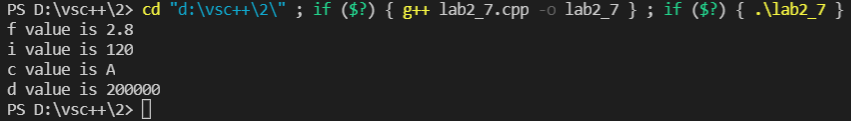 PS D:\vsc++\2> cd "d:\vsc++\2\" ; if ($?) { g++ lab2_7.cpp -o lab2_7 } ; if ($?) { .\lab2_7 }
f value is 2.8
i value is 120
c value is A
d value is 200000
PS D:\vsc++\2>